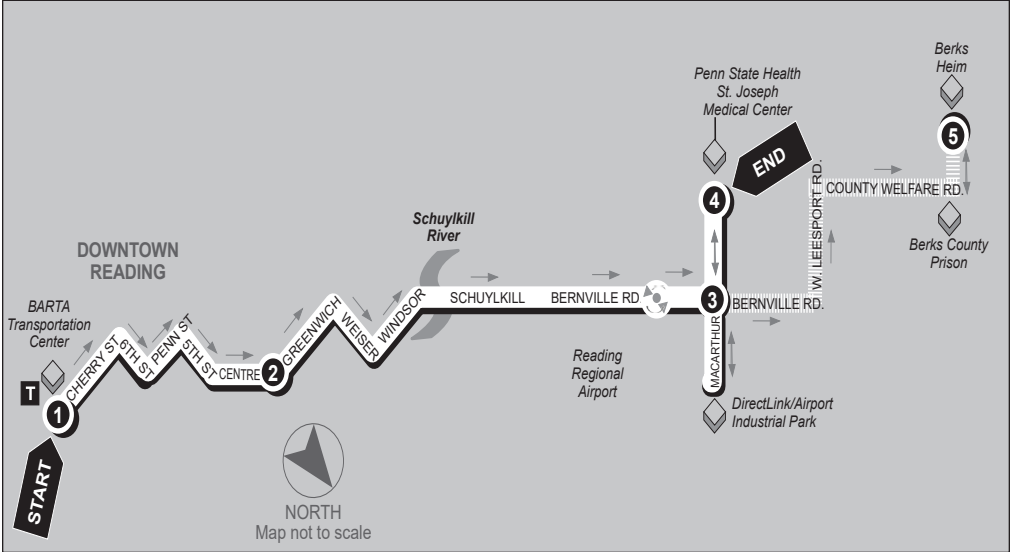 Berks
Heim
Penn State Health
St. Joseph
Medical Center
5
END
W. LEESPORT RD.
COUNTY WELFARE RD.
4
Schuylkill
River
Berks County
Prison
DOWNTOWN
READING
BARTA
Transportation
Center
SCHUYLKILL
BERNVILLE RD.
3
BERNVILLE RD.
GREENWICH
WEISER
WINDSOR
CHERRY ST
6TH ST
PENN ST
5TH ST
CENTRE
2
MACARTHUR
Reading
Regional
Airport
T
1
DirectLink/Airport
Industrial Park
START
NORTH
Map not to scale